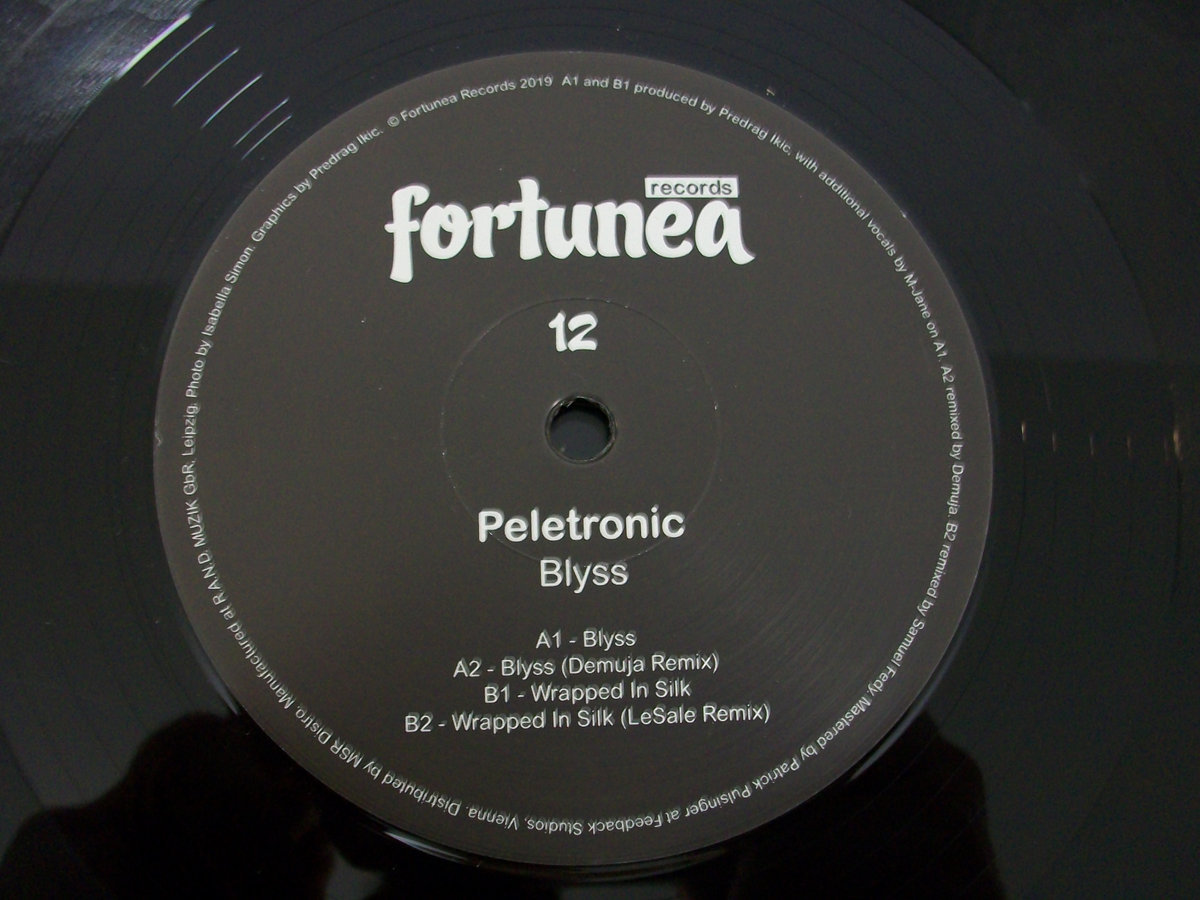 © Fortunea Records 2019 A1 and B1 produced by Predrag Ikic, with additional vocals by M-Jane on A1. A2 remixed by Demuja. B2 remixed by Samuel Fedy Mastered by Patrick Pulsinger at Feedback Studios, Vienna. Distributed by MSR Distro. Manufactured at R.A.N.D. MUZIK GbR, Leipzig. Photo by Isabella Simon. Graphics by Predrag Ikic.
records
fortunea
12
Peletronic
Blyss
A1 - Blyss
A2 - Blyss (Demuja Remix)
B1 - Wrapped In Silk
B2 - Wrapped In Silk (LeSale Remix)